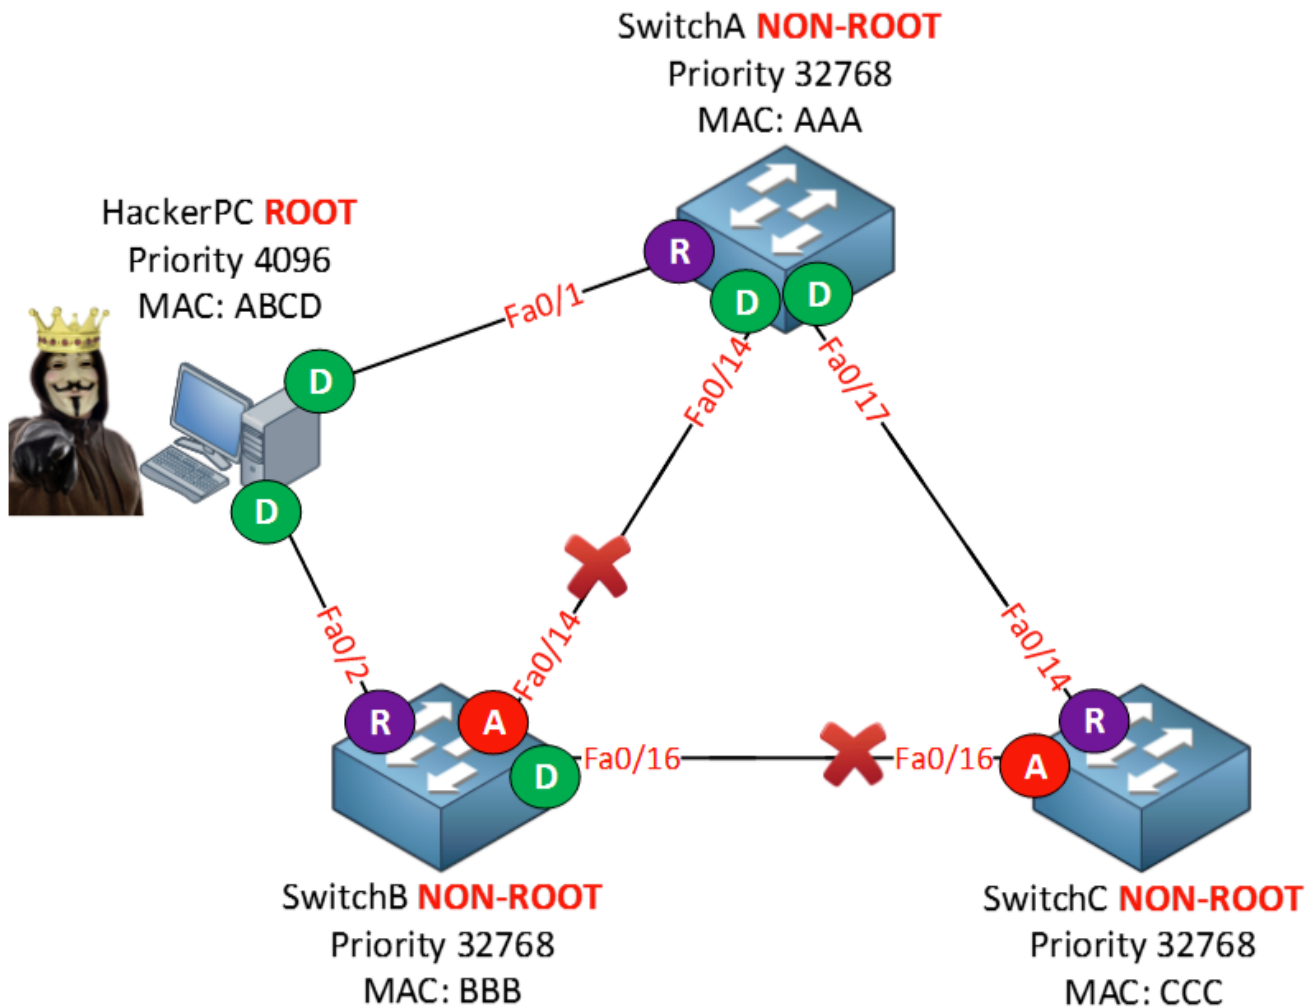 SwitchA NON-ROOT
Priority 32768
MAC: AAA
HackerPC ROOT
Priority 4096
MAC: ABCD
R
D
D
Fa0/1
D
Fa0/14
Fa0/17
D
Fa0/2
Fa0/14
Fa0/14
R
A
R
D
Fa0/16
Fa0/16
A
SwitchB NON-ROOT
Priority 32768
MAC: BBB
SwitchC NON-ROOT
Priority 32768
MAC: CCC